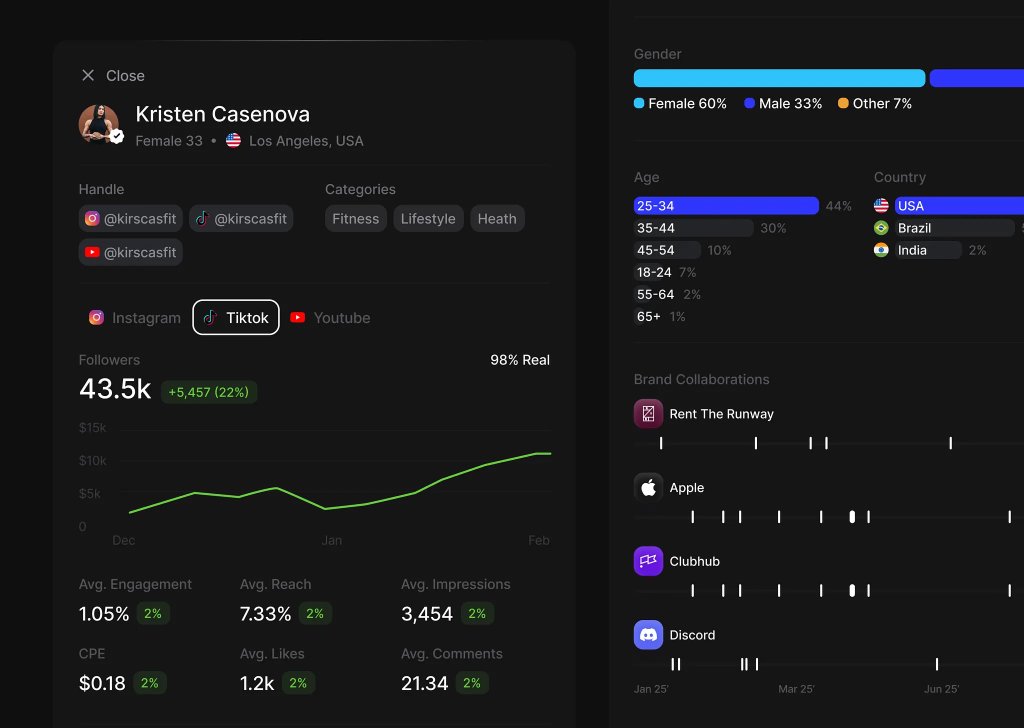 Close
Kristen Casenova
Female 33 • Los Angeles, USA
Handle
@kirscasfit @kirscasfit
@kirscasfit
Categories
Fitness Lifestyle Heath
Instagram Tiktok Youtube
Followers 98% Real
43.5k +5,457 (22%)
$15k
$10k
$5k
0
Dec Jan Feb
Avg. Engagement Avg. Reach Avg. Impressions
1.05% 2% 7.33% 2% 3,454 2%
CPE Avg. Likes Avg. Comments
$0.18 2% 1.2k 2% 21.34 2%
Gender
Female 60% Male 33% Other 7%
Age
25-34 44%
35-44 30%
45-54 10%
18-24 7%
55-64 2%
65+ 1%
Country
USA
Brazil
India 2%
Brand Collaborations
Rent The Runway
Apple
Clubhub
Discord
Jan 25' Mar 25' Jun 25'